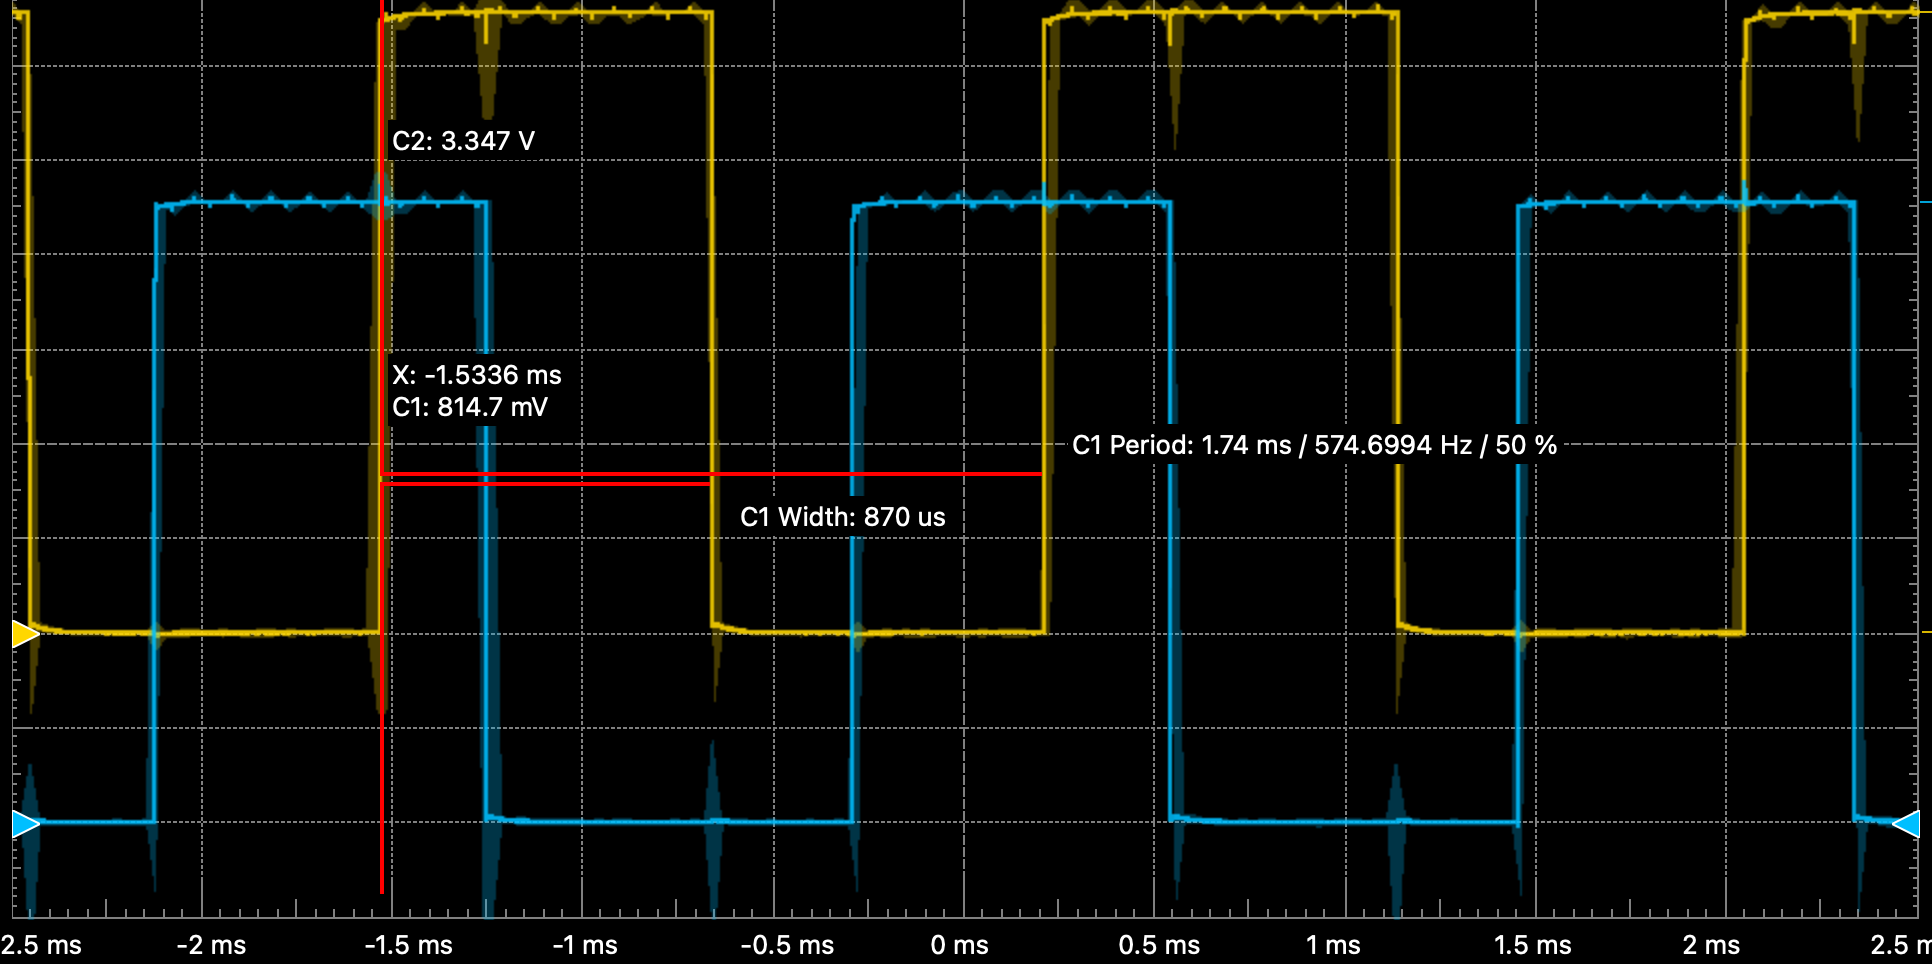 C2: 3.347 V
X: -1.5336 ms
C1: 814.7 mV
C1 Period: 1.74 ms / 574.6994 Hz / 50 %
C1 Width: 870 us
2.5 ms -2 ms -1.5 ms -1 ms -0.5 ms 0 ms 0.5 ms 1 ms 1.5 ms 2 ms 2.5 m